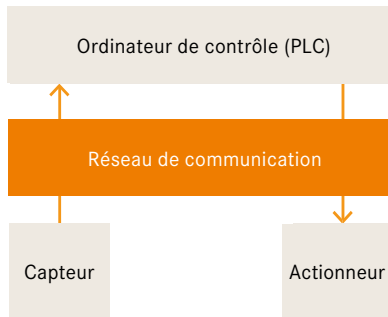 Ordinateur de contrôle (PLC)
Réseau de communication
Capteur
Actionneur